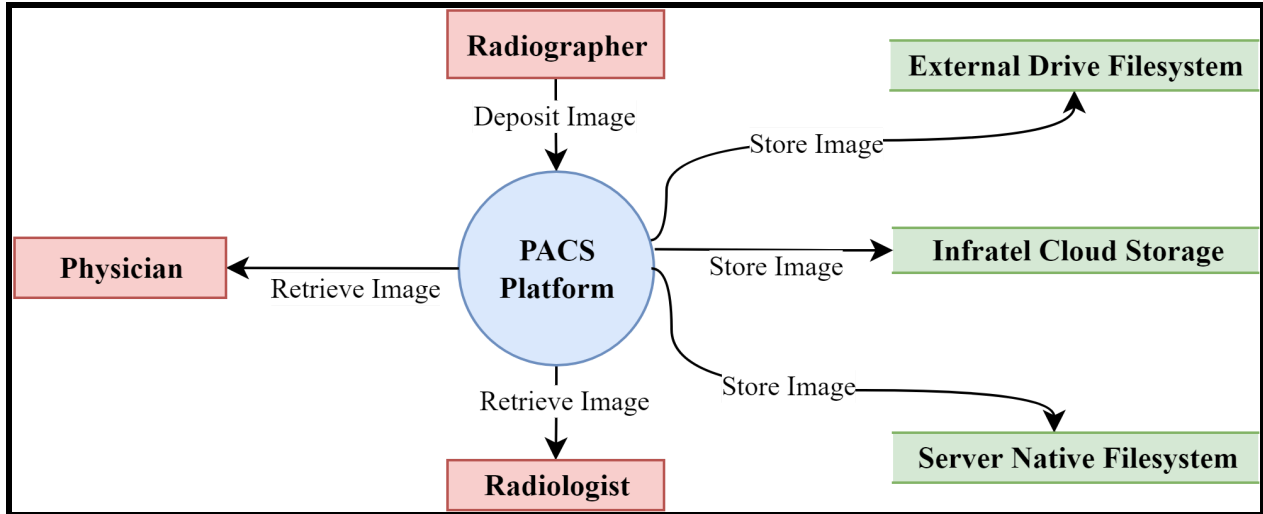 Radiographer
External Drive Filesystem
Deposit Image
Store Image
PACS
Platform
Infratel Cloud Storage
Physician
Store Image
Retrieve Image
Store Image
Retrieve Image
Server Native Filesystem
Radiologist